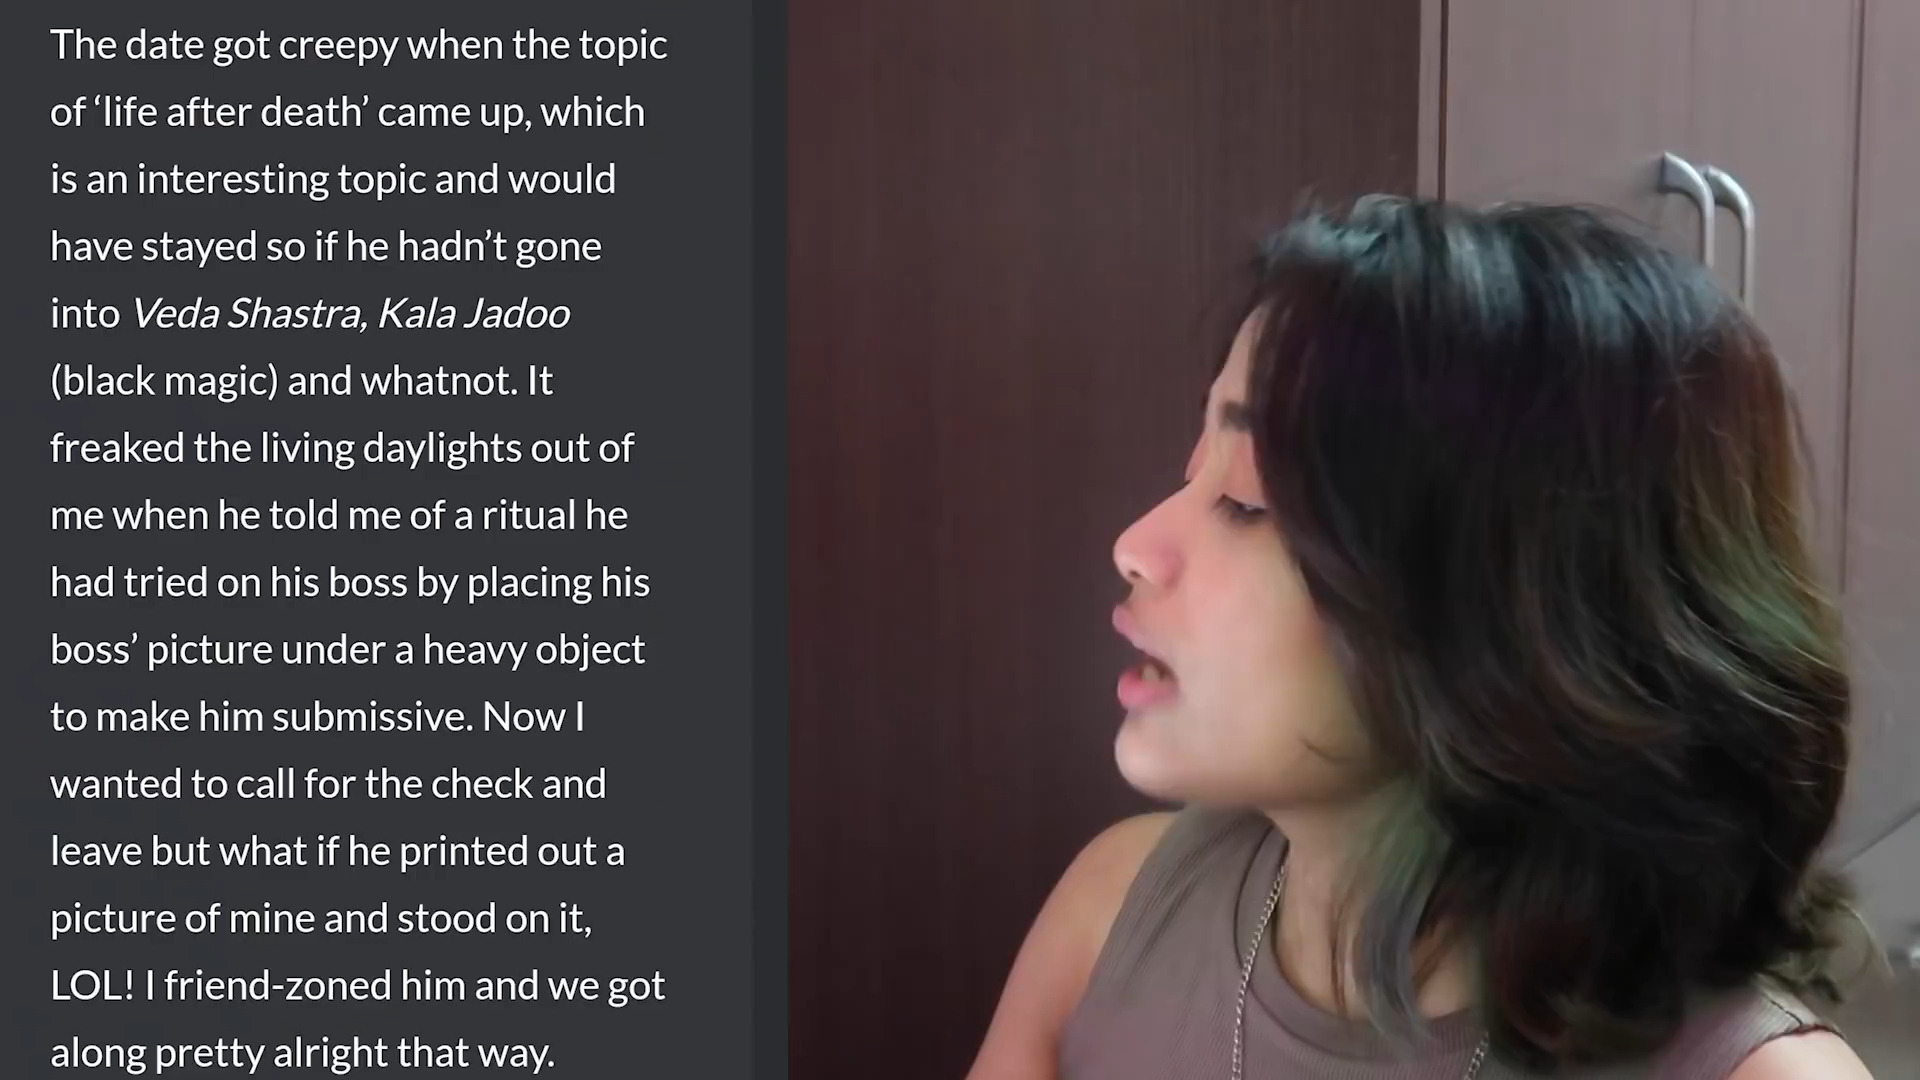 The date got creepy when the topic
of ‘life after death’ came up, which
is an interesting topic and would
have stayed so if he hadn’t gone
into Veda Shastra, Kala Jadoo
(black magic) and whatnot. It
freaked the living daylights out of
me when he told me of a ritual he
had tried on his boss by placing his
boss’ picture under a heavy object
to make him submissive. Now I
wanted to call for the check and
leave but what if he printed out a
picture of mine and stood on it,
LOL! I friend-zoned him and we got
along pretty alright that way.